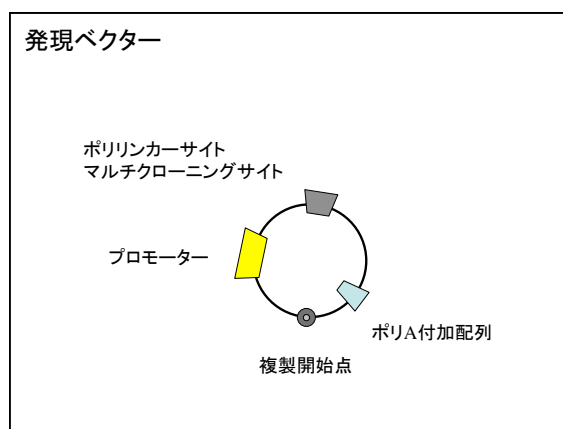 発現ベクター
ポリリンカーサイト
マルチクローニングサイト
プロモーター
ポリA付加配列
複製開始点